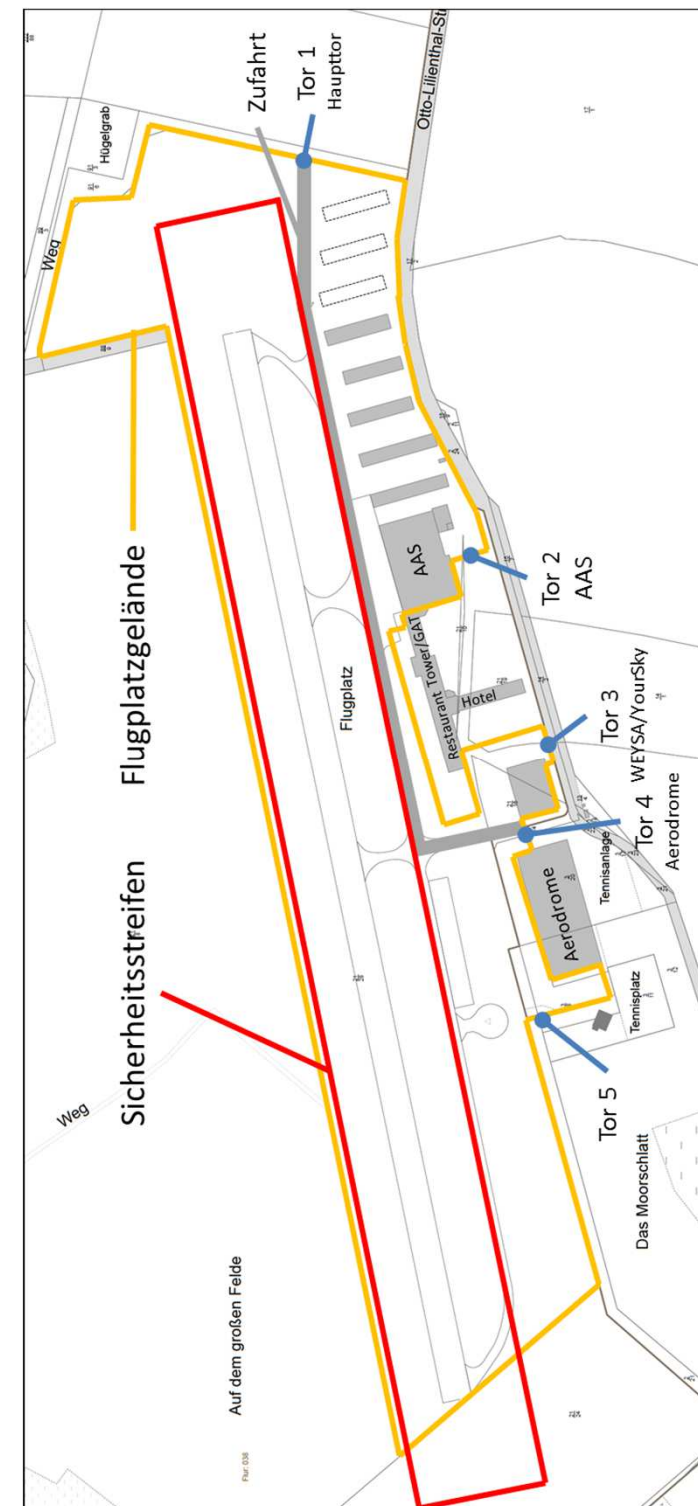 Weg
Hügelgrab
Zufahrt
Tor 1
Haupttor
Otto-Lilienthal-St
Flugplatzgelände
Sicherheitsstreifen
Flugplatz
AAS
Restaurant
Tower/GAT
Hotel
Tor 2
AAS
Tor 3
WEYSA/YourSky
Tor 4
Aerodrome
Aerodrome
Tennisanlage
Tennisplatz
Tor 5
Weg
Das Moorschlatt
Auf dem großen Felde
Flur: 038